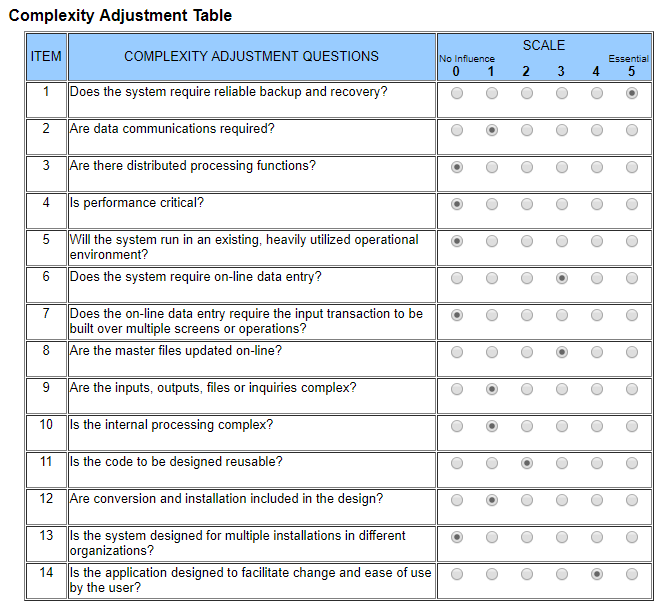 Complexity Adjustment Table
ITEM
COMPLEXITY ADJUSTMENT QUESTIONS
SCALE
No Influence Essential
0 1 2 3 4 5
1 Does the system require reliable backup and recovery?
2 Are data communications required?
3 Are there distributed processing functions?
4 Is performance critical?
5 Will the system run in an existing, heavily utilized operational
environment?
6 Does the system require on-line data entry?
7 Does the on-line data entry require the input transaction to be
built over multiple screens or operations?
8 Are the master files updated on-line?
9 Are the inputs, outputs, files or inquiries complex?
10 Is the internal processing complex?
11 Is the code to be designed reusable?
12 Are conversion and installation included in the design?
13 Is the system designed for multiple installations in different
organizations?
14 Is the application designed to facilitate change and ease of use
by the user?